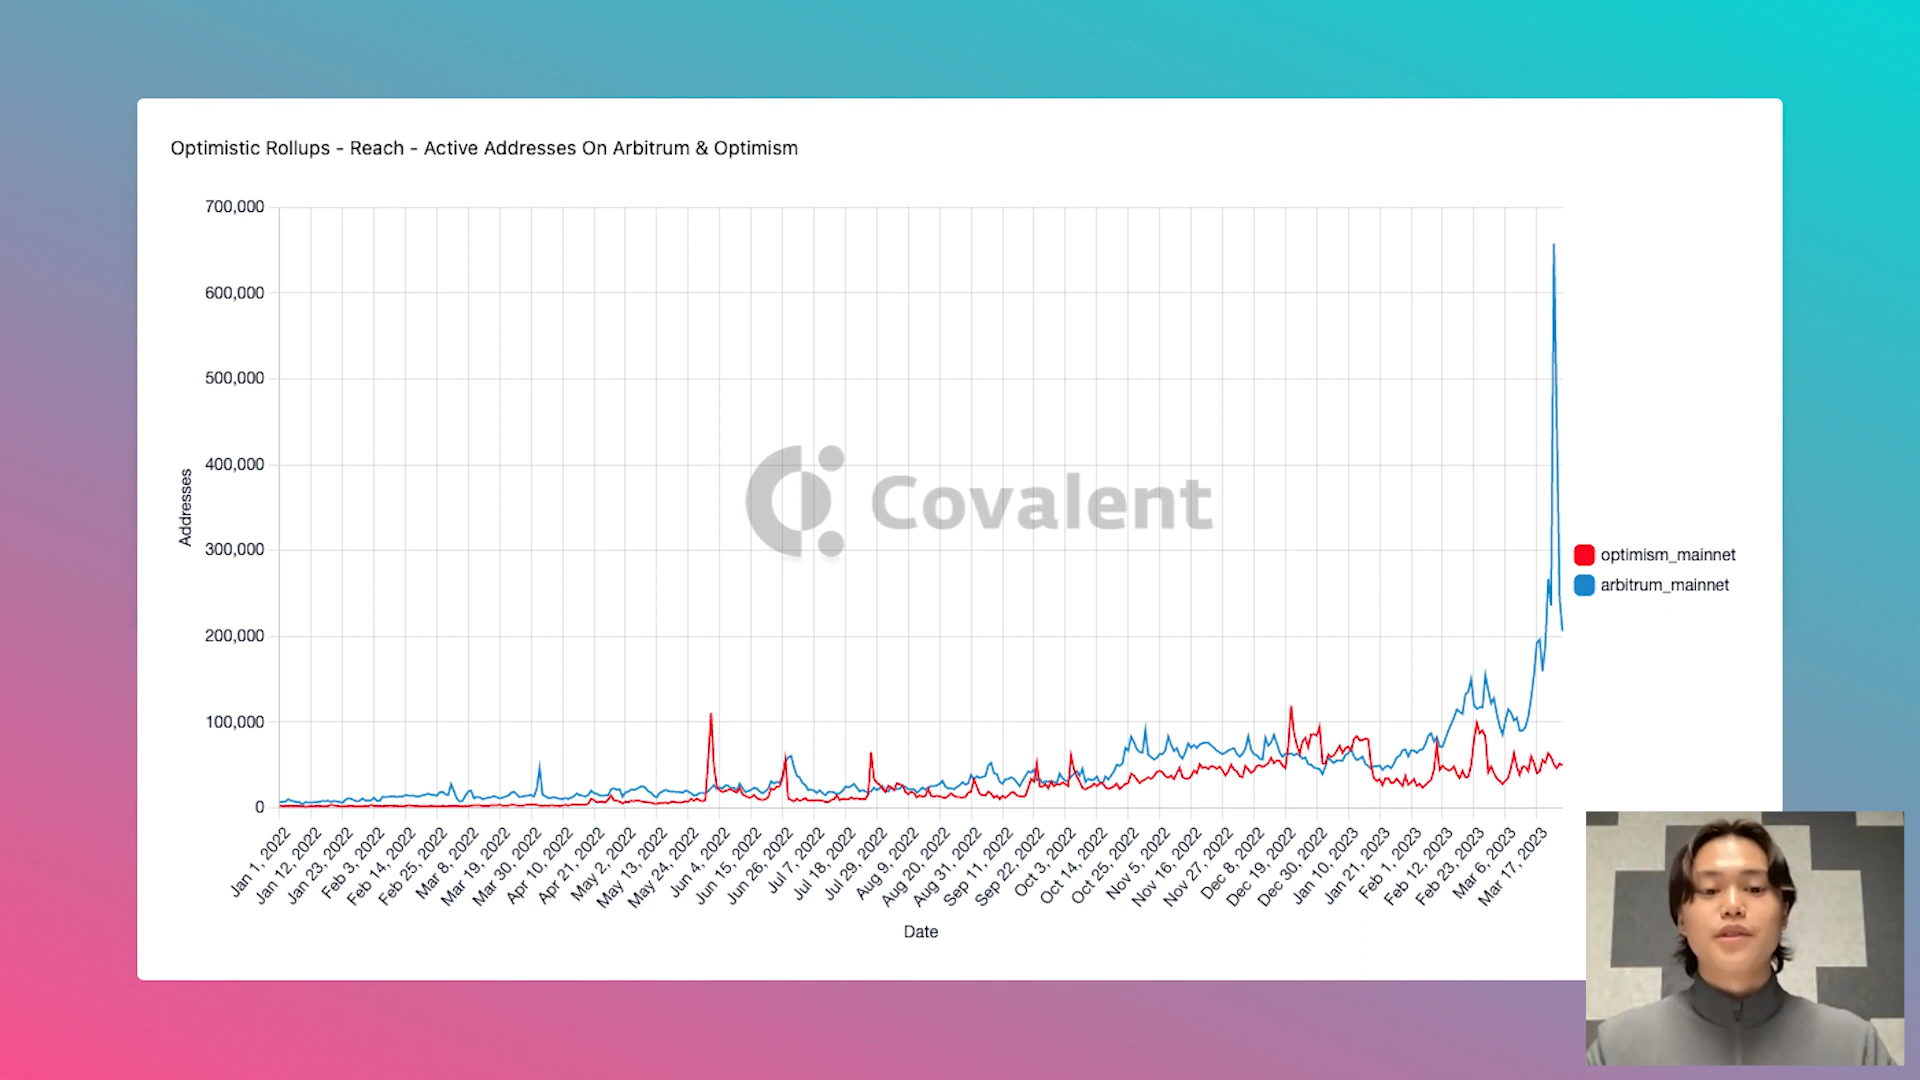 Optimistic Rollups - Reach - Active Addresses On Arbitrum & Optimism
700,000
600,000
500,000
400,000
300,000
200,000
100,000
0
Addresses
Covalent
optimism_mainnet
arbitrum_mainnet
Jan 1, 2022
Jan 12, 2022
Jan 23, 2022
Feb 3, 2022
Feb 14, 2022
Feb 25, 2022
Mar 8, 2022
Mar 19, 2022
Mar 30, 2022
Apr 10, 2022
Apr 21, 2022
May 2, 2022
May 13, 2022
May 24, 2022
Jun 4, 2022
Jun 15, 2022
Jun 26, 2022
Jul 7, 2022
Jul 18, 2022
Jul 29, 2022
Aug 9, 2022
Aug 20, 2022
Aug 31, 2022
Sep 11, 2022
Sep 22, 2022
Oct 3, 2022
Oct 14, 2022
Oct 25, 2022
Nov 5, 2022
Nov 16, 2022
Nov 27, 2022
Dec 8, 2022
Dec 19, 2022
Dec 30, 2022
Jan 10, 2023
Jan 21, 2023
Feb 1, 2023
Feb 12, 2023
Feb 23, 2023
Mar 6, 2023
Mar 17, 2023
Date